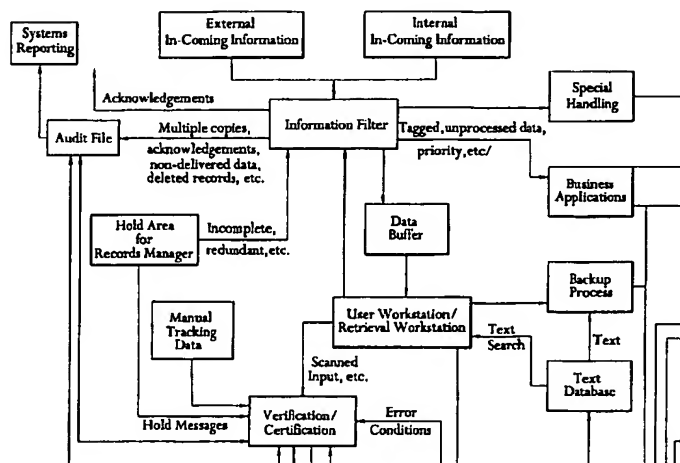 External
In-Coming Information
Internal
In-Coming Information
Systems
Reporting
Acknowledgements
Special
Handling
Information Filter
Audit File
Multiple copies,
acknowledgements,
non-delivered data,
deleted records, etc.
Tagged, unprocessed data,
priority, etc/
Business
Applications
Hold Area
for
Records Manager
Incomplete,
redundant, etc.
Data
Buffer
Backup
Process
Manual
Tracking
Data
User Workstation/
Retrieval Workstation
Text
Search
Text
Scanned
Input, etc.
Text
Database
Verification/
Certification
Hold Messages
Error
Conditions